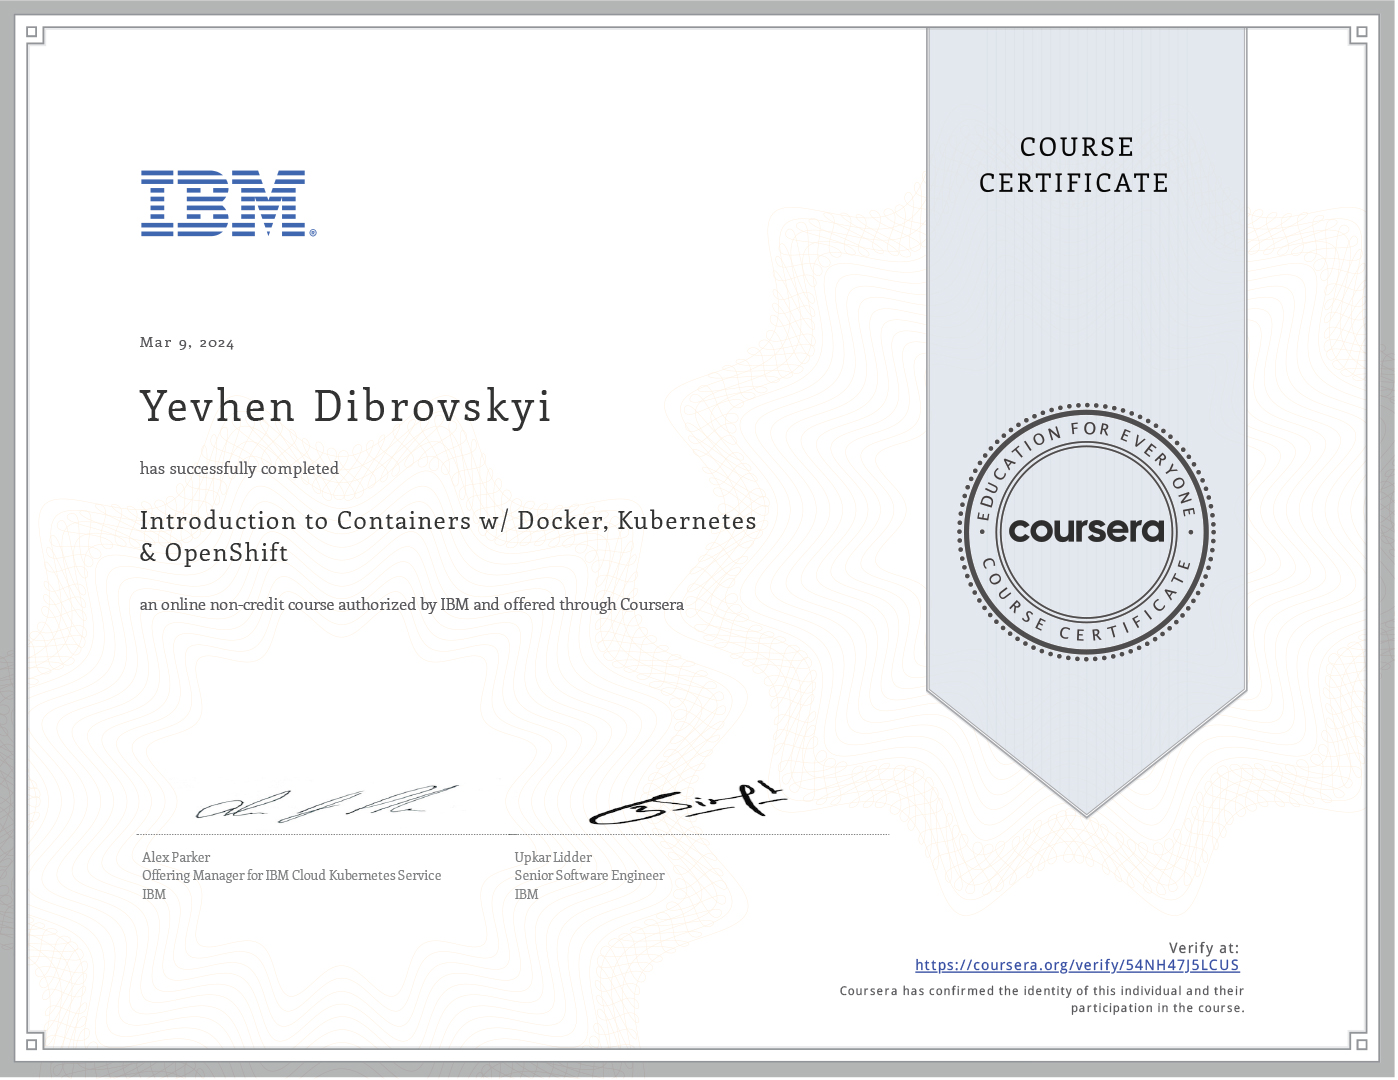 COURSE
CERTIFICATE
IBM®
Mar 9, 2024
Yevhen Dibrovskyi
has successfully completed
Introduction to Containers w/ Docker, Kubernetes
& OpenShift
an online non-credit course authorized by IBM and offered through Coursera
EDUCATION FOR EVERYONE
coursera
COURSE CERTIFICATE
Alex Parker
Offering Manager for IBM Cloud Kubernetes Service
IBM
Upkar Lidder
Senior Software Engineer
IBM
Verify at:
https://coursera.org/verify/54NH47J5LCUS
Coursera has confirmed the identity of this individual and their
participation in the course.